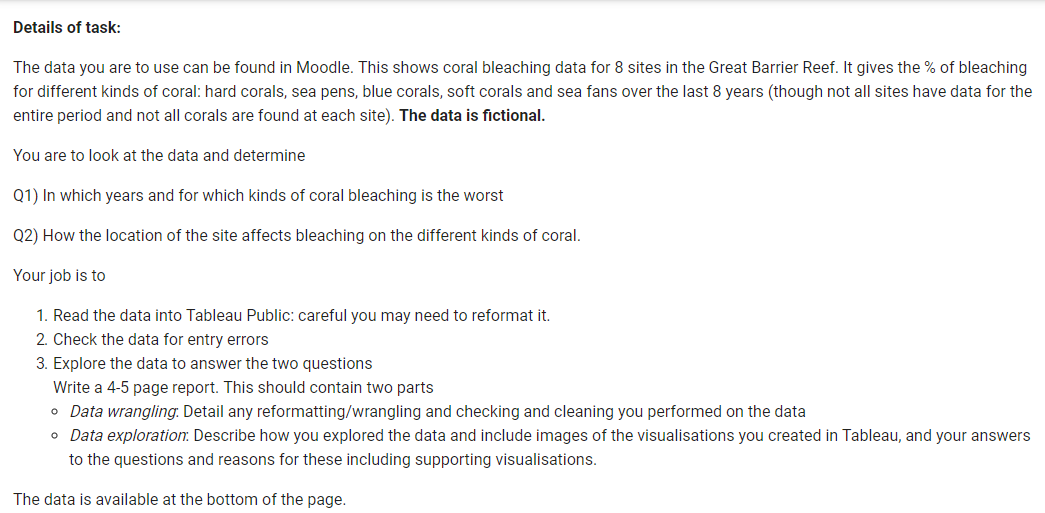 Details of task:
The data you are to use can be found in Moodle. This shows coral bleaching data for 8 sites in the Great Barrier Reef. It gives the % of bleaching
for different kinds of coral: hard corals, sea pens, blue corals, soft corals and sea fans over the last 8 years (though not all sites have data for the
entire period and not all corals are found at each site). The data is fictional.
You are to look at the data and determine
Q1) In which years and for which kinds of coral bleaching is the worst
Q2) How the location of the site affects bleaching on the different kinds of coral.
Your job is to
1. Read the data into Tableau Public: careful you may need to reformat it.
2. Check the data for entry errors
3. Explore the data to answer the two questions
Write a 4-5 page report. This should contain two parts
◦ Data wrangling: Detail any reformatting/wrangling and checking and cleaning you performed on the data
◦ Data exploration: Describe how you explored the data and include images of the visualisations you created in Tableau, and your answers
to the questions and reasons for these including supporting visualisations.
The data is available at the bottom of the page.